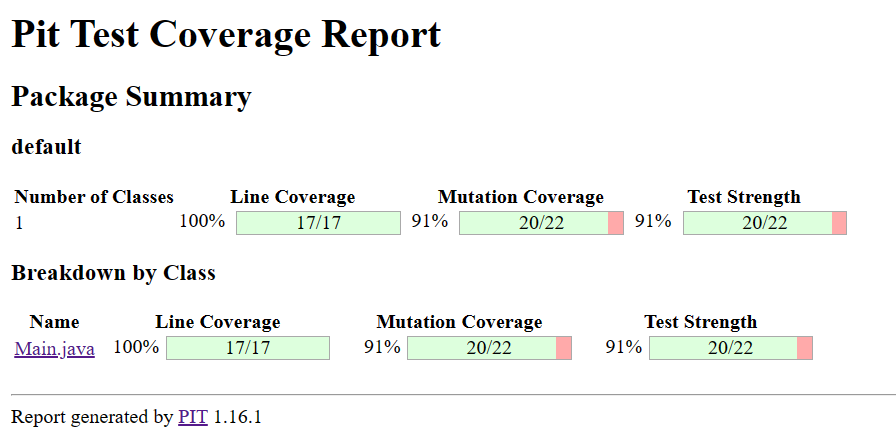 Pit Test Coverage Report
Package Summary
default
Number of Classes Line Coverage Mutation Coverage Test Strength
1 100% 17/17 91% 20/22 91% 20/22
Breakdown by Class
Name Line Coverage Mutation Coverage Test Strength
Main.java 100% 17/17 91% 20/22 91% 20/22
Report generated by PIT 1.16.1